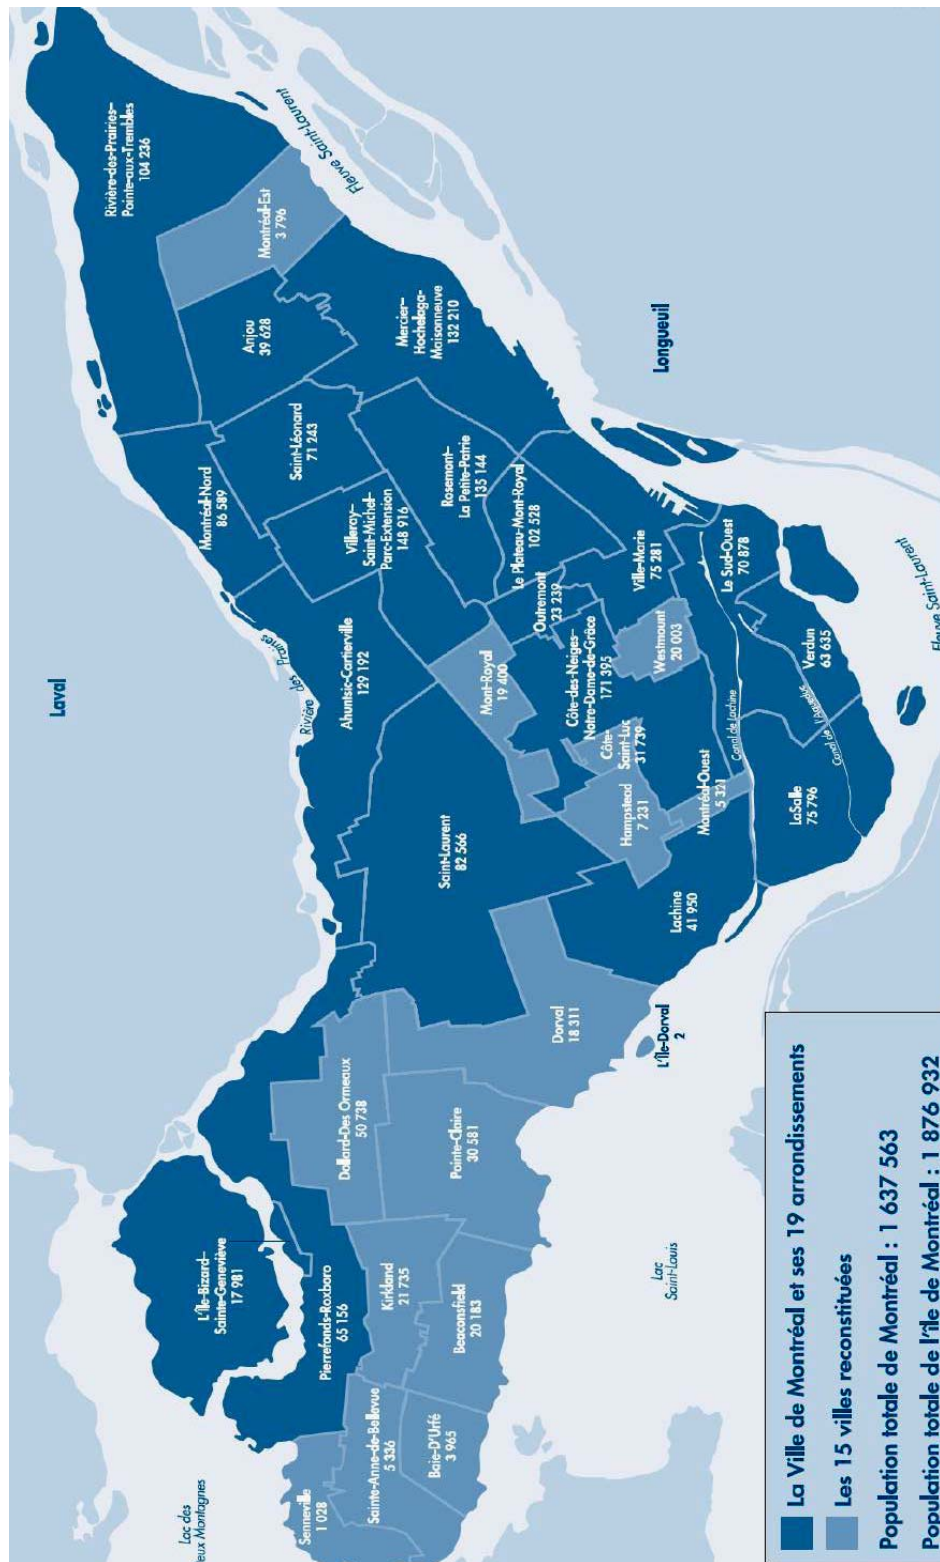 Laval
Rivière des Prairies
Lac des
eux Montagnes
L'Île-Bizard–
Sainte-Geneviève
17 981
Pierrefonds-Roxboro
65 156
Senneville
1 028
Sainte-Anne-de-Bellevue
5 336
Baie-D'Urfé
3 965
Kirkland
21 735
Beaconsfield
20 183
Dollard-Des Ormeaux
50 738
Pointe-Claire
30 581
Dorval
18 311
L'Île-Dorval
2
Lac
Saint-Louis
Saint-Laurent
82 566
Lachine
41 950
Ahuntsic-Cartierville
129 192
Mont-Royal
19 400
Hampstead
7 231
Côte-
Saint-Luc
31 739
Montréal-Ouest
5 321
LaSalle
75 796
Côte-des-Neiges–
Notre-Dame-de-Grâce
171 395
Westmount
20 003
Outremont
23 239
Canal de Lachine
Canal de l'Aqueduc
Verdun
63 635
Le Sud-Ouest
70 878
Ville-Marie
75 281
Le Plateau-Mont-Royal
102 528
Rosemont–
La Petite-Patrie
135 144
Villeray–
Saint-Michel–
Parc-Extension
148 916
Montréal-Nord
86 589
Saint-Léonard
71 243
Anjou
39 628
Mercier–
Hochelaga-
Maisonneuve
132 210
Montréal-Est
3 796
Rivière-des-Prairies–
Pointe-aux-Trembles
104 236
Fleuve Saint-Laurent
Longueuil
Fleuve Saint-Laurent
La Ville de Montréal et ses 19 arrondissements
Les 15 villes reconstituées
Population totale de Montréal : 1 637 563
Population totale de l'île de Montréal : 1 876 932